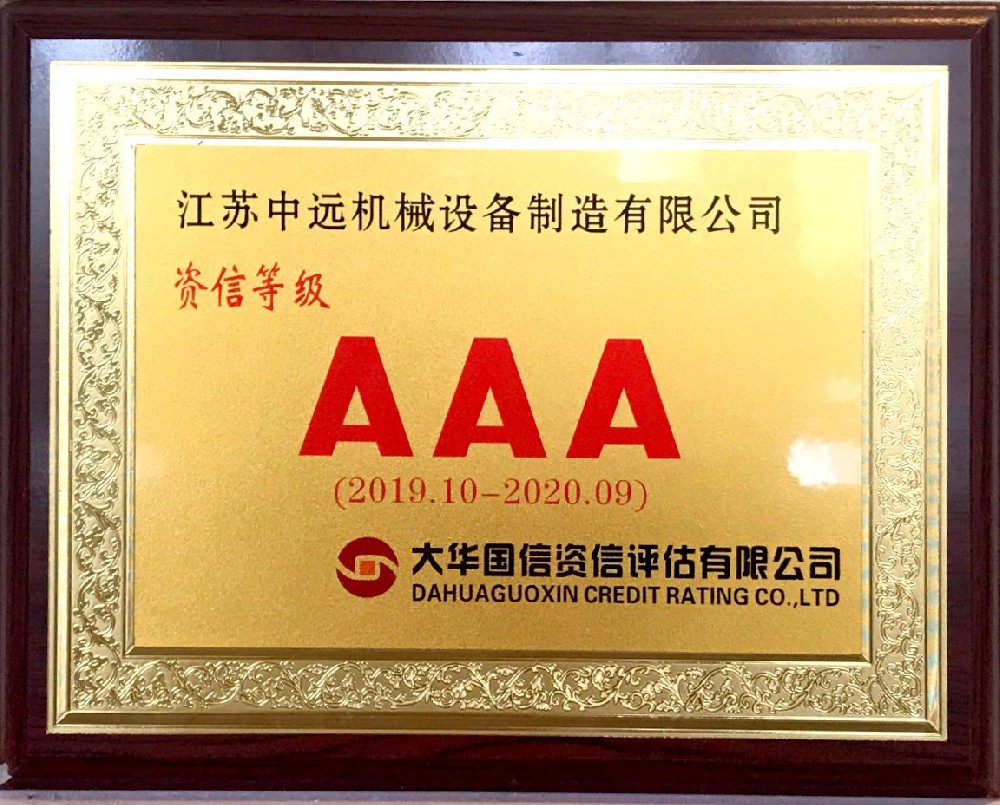 江苏中远机械设备制造有限公司
资信等级
AAA
(2019.10-2020.09)
大华国信资信评估有限公司
DAHUAGUOXIN CREDIT RATING CO.,LTD